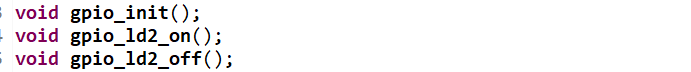 void gpio_init();
void gpio_ld2_on();
void gpio_ld2_off();